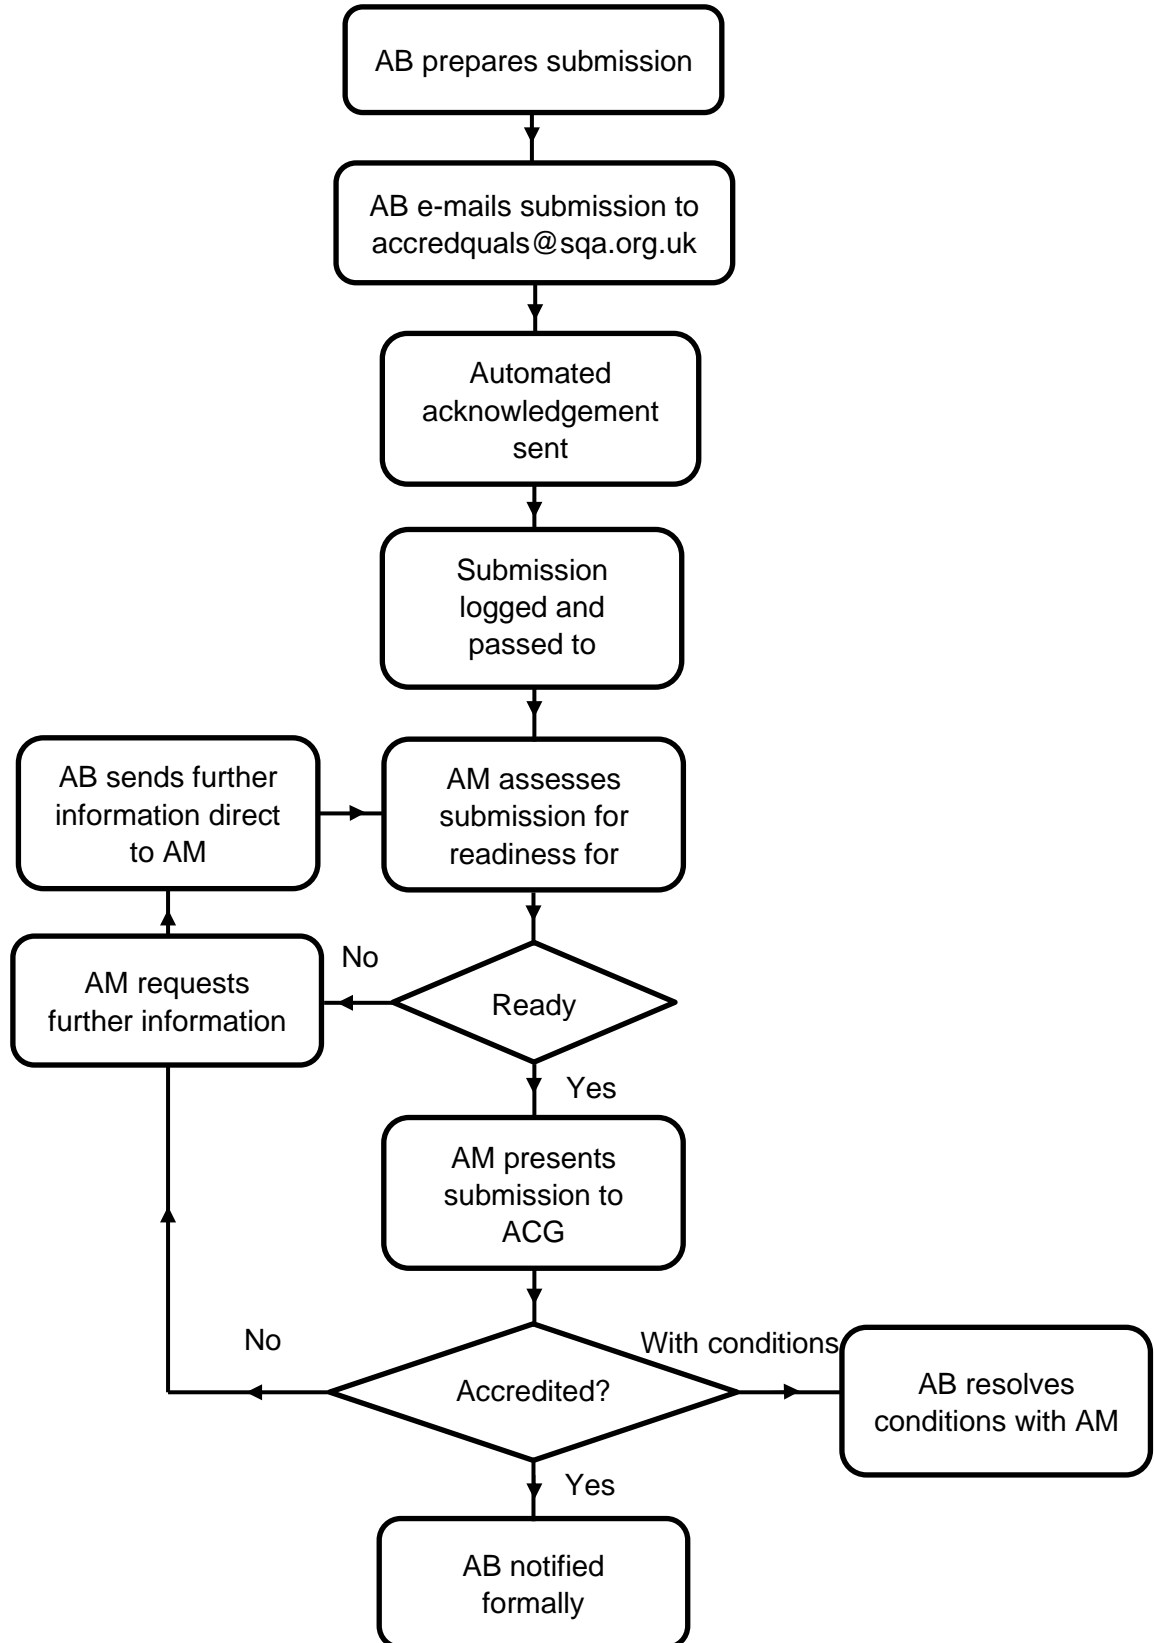 AB prepares submission
AB e-mails submission to
accredquals@sqa.org.uk
Automated
acknowledgement
sent
Submission
logged and
passed to
AB sends further
information direct
to AM
AM assesses
submission for
readiness for
AM requests
further information
No
Ready
Yes
AM presents
submission to
ACG
No
Accredited?
With conditions
AB resolves
conditions with AM
Yes
AB notified
formally